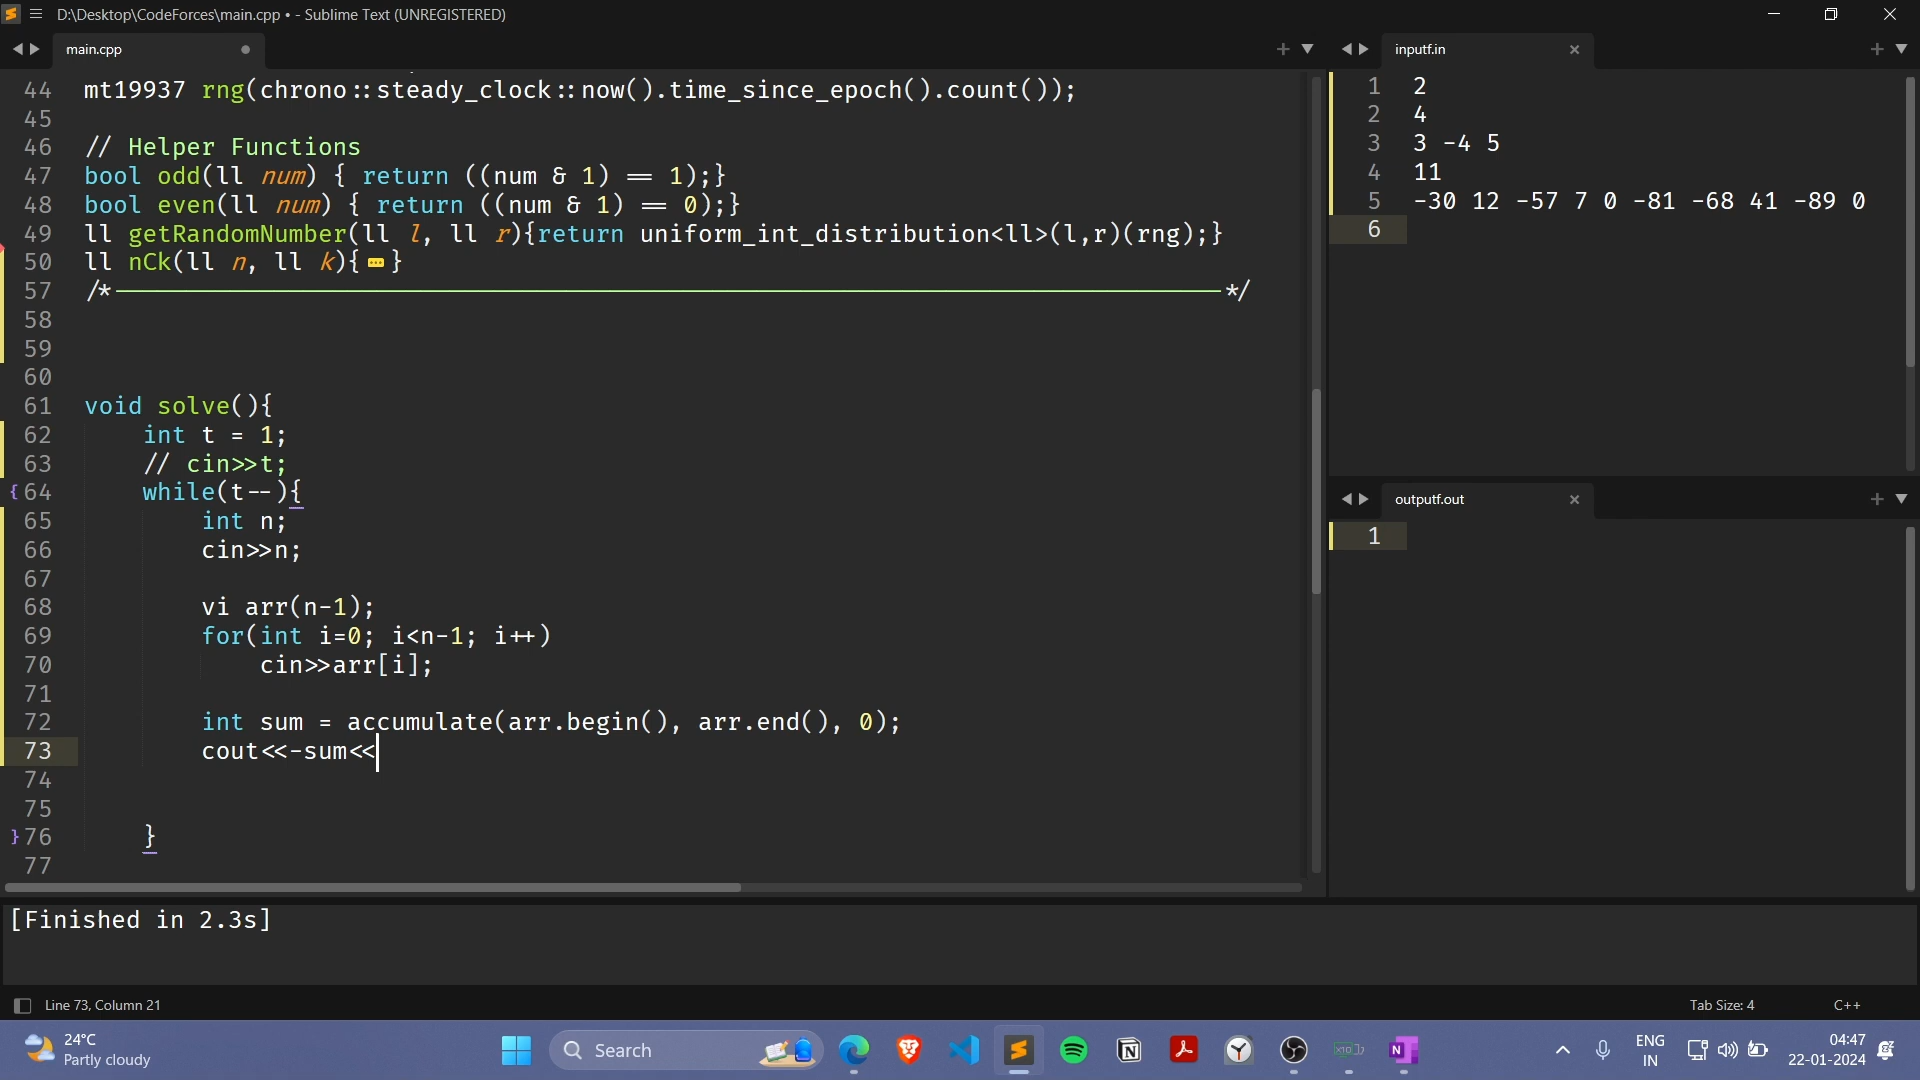 D:\Desktop\CodeForces\main.cpp • - Sublime Text (UNREGISTERED)
main.cpp
44 mt19937 rng(chrono::steady_clock::now().time_since_epoch().count());
45
46 // Helper Functions
47 bool odd(ll num) { return ((num & 1) == 1);}
48 bool even(ll num) { return ((num & 1) == 0);}
49 ll getRandomNumber(ll l, ll r){return uniform_int_distribution<ll>(l,r)(rng);}
50 ll nCk(ll n, ll k){ ... }
57 /*----------------------------------------------------------------------------*/
58
59
60
61 void solve(){
62 int t = 1;
63 // cin>>t;
{ 64 while(t--){
65 int n;
66 cin>>n;
67
68 vi arr(n-1);
69 for(int i=0; i<n-1; i++)
70 cin>>arr[i];
71
72 int sum = accumulate(arr.begin(), arr.end(), 0);
73 cout<<-sum<<
74
75
} 76 }
77
inputf.in
1 2
2 4
3 3 -4 5
4 11
5 -30 12 -57 7 0 -81 -68 41 -89 0
6
outputf.out
1
[Finished in 2.3s]
Line 73, Column 21
Tab Size: 4
C++
24°C
Partly cloudy
Search
ENG
IN
04:47
22-01-2024